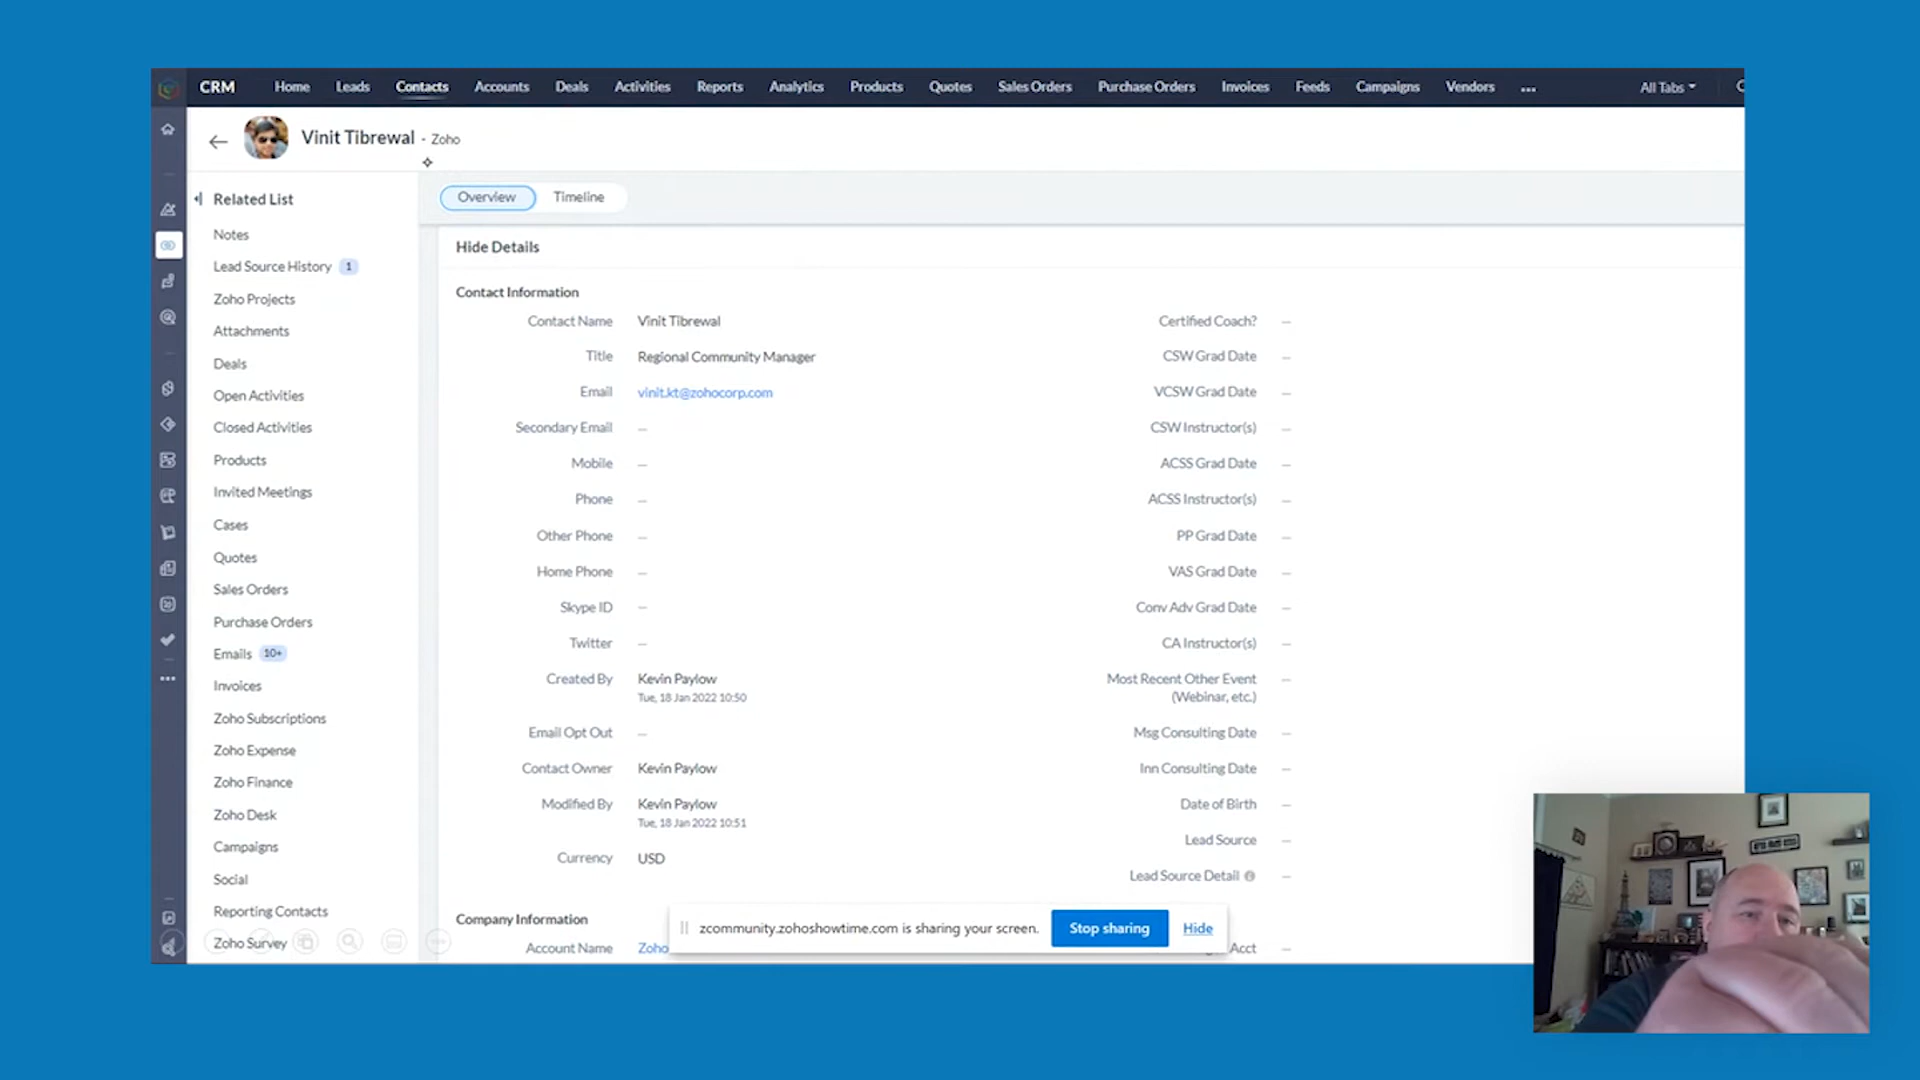 CRM Home Leads Contacts Accounts Deals Activities Reports Analytics Products Quotes Sales Orders Purchase Orders Invoices Feeds Campaigns Vendors ... All Tabs
Vinit Tibrewal - Zoho
Related List
Notes
Lead Source History 1
Zoho Projects
Attachments
Deals
Open Activities
Closed Activities
Products
Invited Meetings
Cases
Quotes
Sales Orders
Purchase Orders
Emails 10+
Invoices
Zoho Subscriptions
Zoho Expense
Zoho Finance
Zoho Desk
Campaigns
Social
Reporting Contacts
Zoho Survey
Overview Timeline
Hide Details
Contact Information
Contact Name Vinit Tibrewal
Title Regional Community Manager
Email vinit.kt@zohocorp.com
Secondary Email —
Mobile —
Phone —
Other Phone —
Home Phone —
Skype ID —
Twitter —
Created By Kevin Paylow
Tue, 18 Jan 2022 10:50
Email Opt Out —
Contact Owner Kevin Paylow
Modified By Kevin Paylow
Tue, 18 Jan 2022 10:51
Currency USD
Certified Coach? —
CSW Grad Date —
VCSW Grad Date —
CSW Instructor(s) —
ACSS Grad Date —
ACSS Instructor(s) —
PP Grad Date —
VAS Grad Date —
Conv Adv Grad Date —
CA Instructor(s) —
Most Recent Other Event —
(Webinar, etc.)
Msg Consulting Date —
Inn Consulting Date —
Date of Birth —
Lead Source —
Lead Source Detail —
Company Information
Account Name Zoho
Acct —
zcommunity.zohoshowtime.com is sharing your screen. Stop sharing Hide